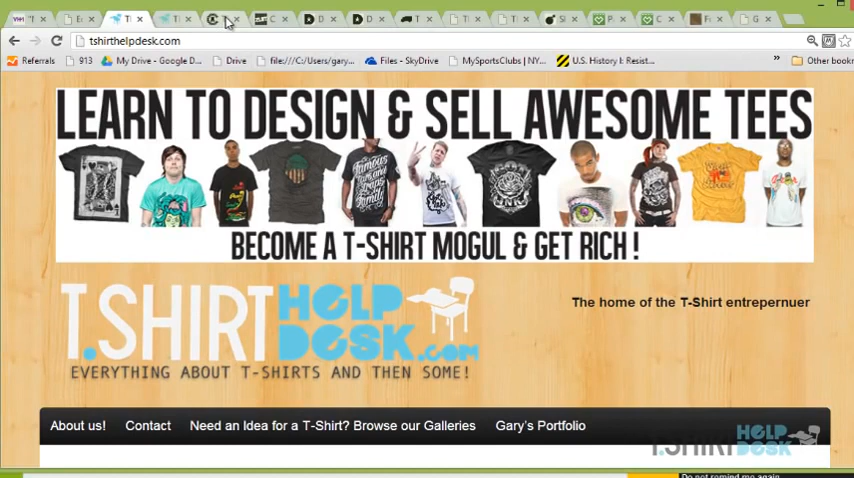 tshirthelpdesk.com
Referrals 913 My Drive - Google D... Drive file:///C:/Users/gary... Files - SkyDrive MySportsClubs | NY... U.S. History I: Resist... » Other bookm
LEARN TO DESIGN & SELL AWESOME TEES
BECOME A T-SHIRT MOGUL & GET RICH !
T.SHIRT HELP DESK.COM
EVERYTHING ABOUT T-SHIRTS AND THEN SOME!
The home of the T-Shirt entrepernuer
About us! Contact Need an Idea for a T-Shirt? Browse our Galleries Gary's Portfolio
T.SHIRT HELP DESK
Do not remind me again